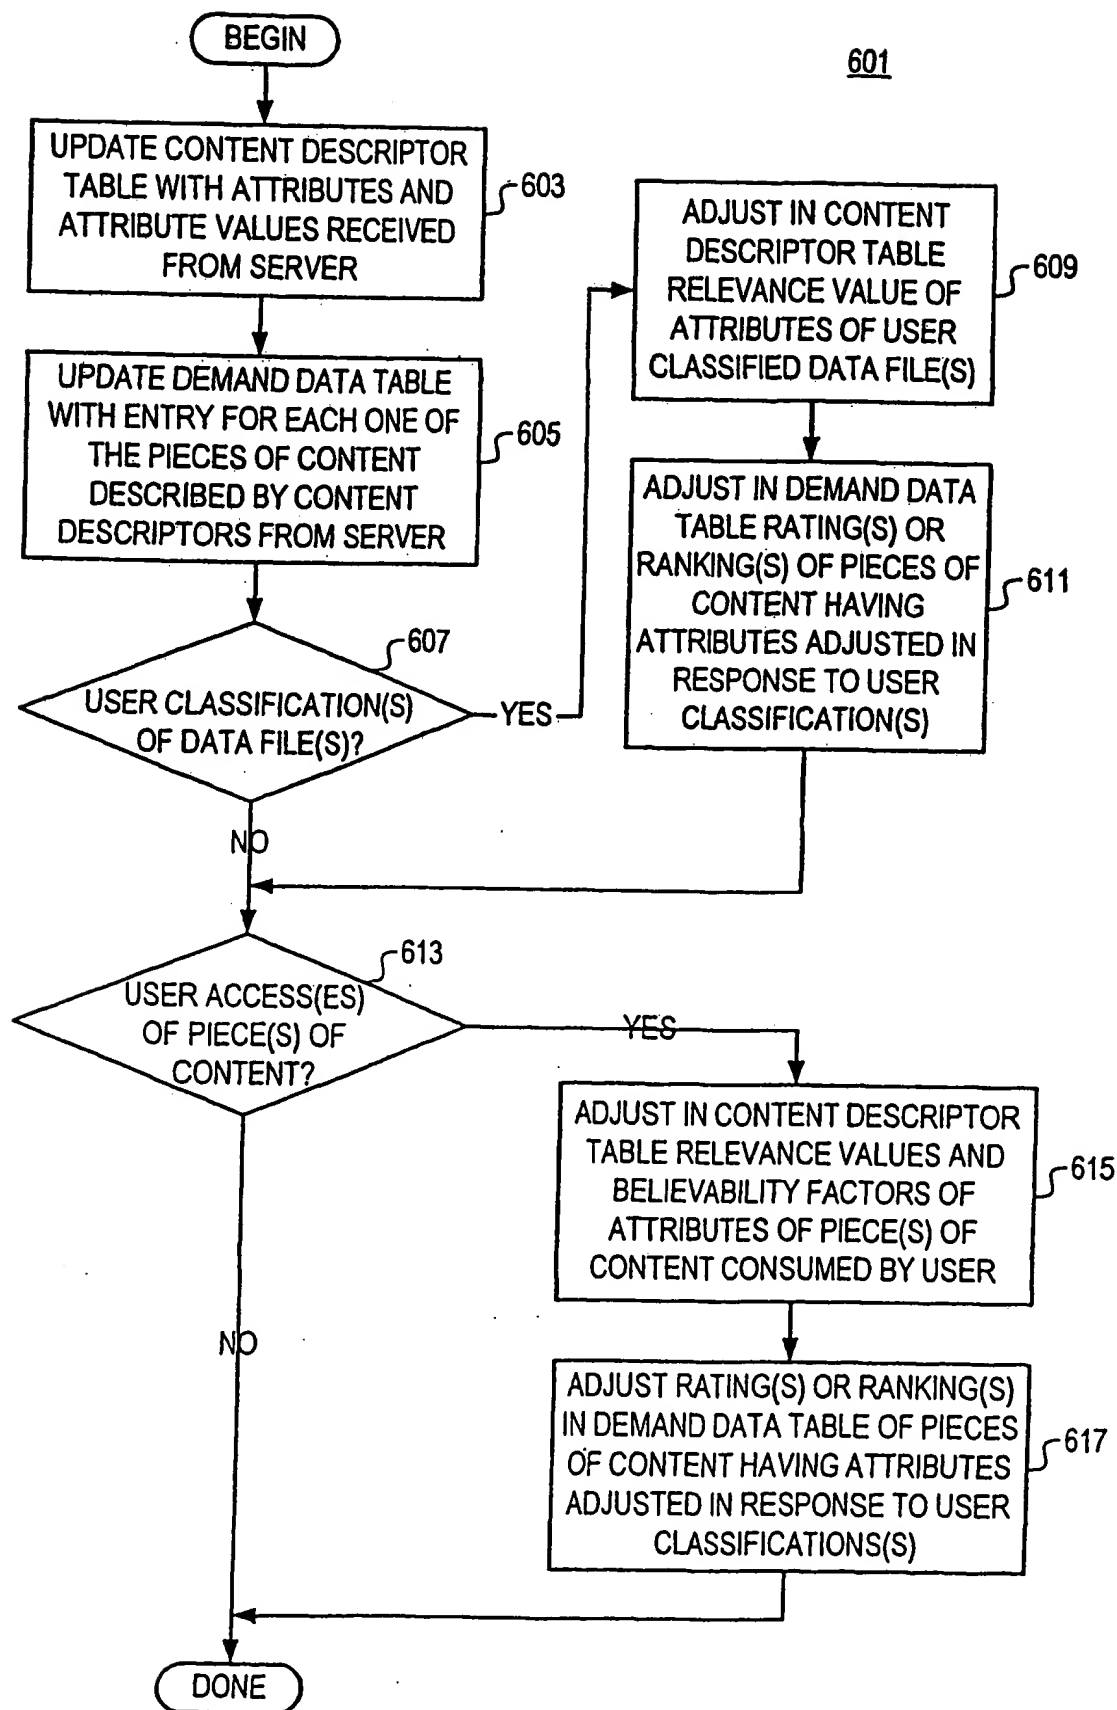 BEGIN
601
UPDATE CONTENT DESCRIPTOR
TABLE WITH ATTRIBUTES AND
ATTRIBUTE VALUES RECEIVED
FROM SERVER
603
UPDATE DEMAND DATA TABLE
WITH ENTRY FOR EACH ONE OF
THE PIECES OF CONTENT
DESCRIBED BY CONTENT
DESCRIPTORS FROM SERVER
605
607
USER CLASSIFICATION(S)
OF DATA FILE(S)?
YES
NO
ADJUST IN CONTENT
DESCRIPTOR TABLE
RELEVANCE VALUE OF
ATTRIBUTES OF USER
CLASSIFIED DATA FILE(S)
609
ADJUST IN DEMAND DATA
TABLE RATING(S) OR
RANKING(S) OF PIECES OF
CONTENT HAVING
ATTRIBUTES ADJUSTED IN
RESPONSE TO USER
CLASSIFICATION(S)
611
613
USER ACCESS(ES)
OF PIECE(S) OF
CONTENT?
YES
NO
ADJUST IN CONTENT DESCRIPTOR
TABLE RELEVANCE VALUES AND
BELIEVABILITY FACTORS OF
ATTRIBUTES OF PIECE(S) OF
CONTENT CONSUMED BY USER
615
ADJUST RATING(S) OR RANKING(S)
IN DEMAND DATA TABLE OF PIECES
OF CONTENT HAVING ATTRIBUTES
ADJUSTED IN RESPONSE TO USER
CLASSIFICATIONS(S)
617
DONE